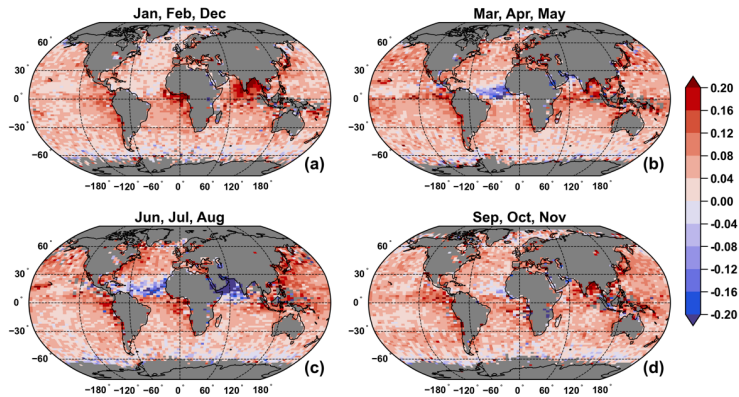 Jan, Feb, Dec
Mar, Apr, May
60° 60°
30° 30°
0° 0°
−30° −30°
−60° −60°
(a) (b)
−180° −120° −60° 0° 60° 120° 180° −180° −120° −60° 0° 60° 120° 180°
Jun, Jul, Aug
Sep, Oct, Nov
60° 60°
30° 30°
0° 0°
−30° −30°
−60° −60°
(c) (d)
−180° −120° −60° 0° 60° 120° 180° −180° −120° −60° 0° 60° 120° 180°
0.20
0.16
0.12
0.08
0.04
0.00
-0.04
-0.08
-0.12
-0.16
-0.20